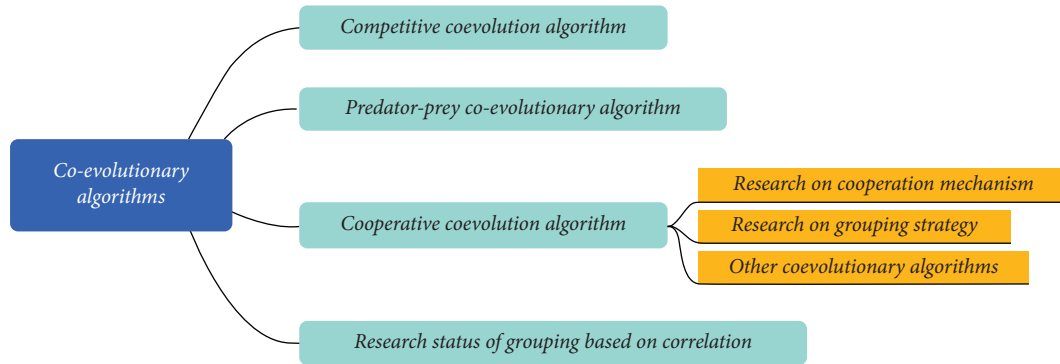 Competitive coevolution algorithm
Predator-prey co-evolutionary algorithm
Co-evolutionary
algorithms
Cooperative coevolution algorithm
Research on cooperation mechanism
Research on grouping strategy
Other coevolutionary algorithms
Research status of grouping based on correlation